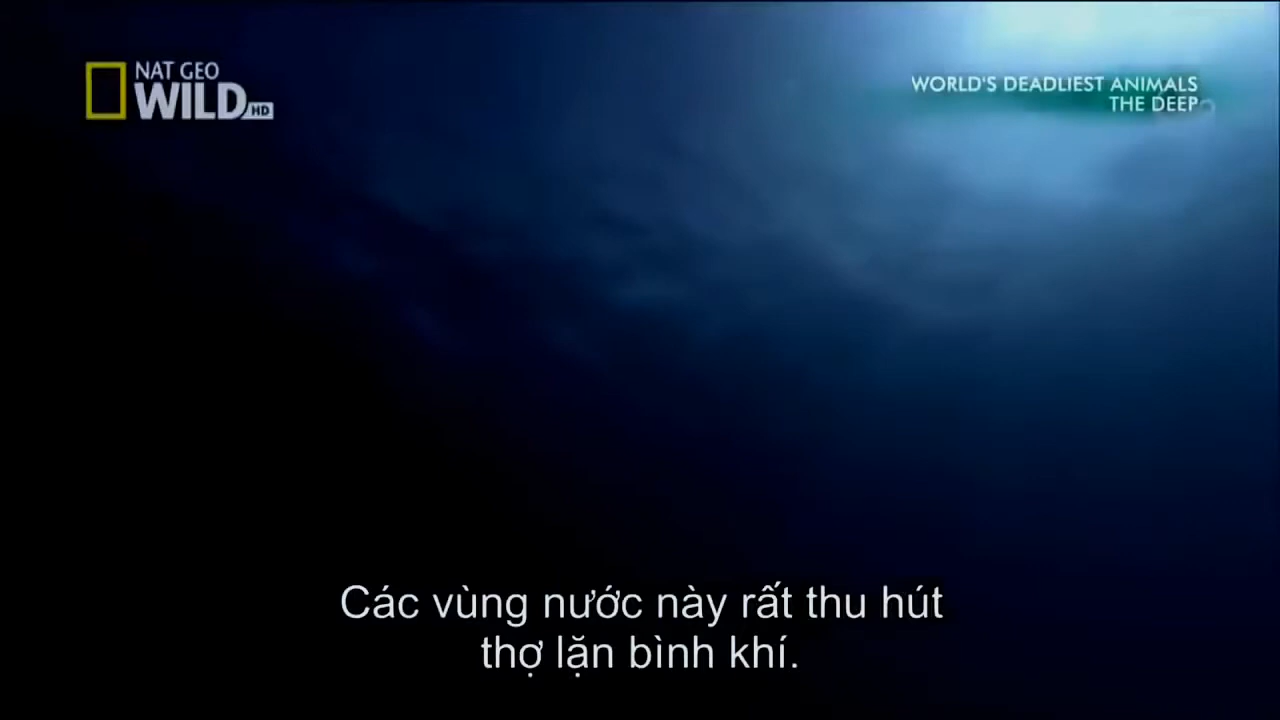 NAT GEO
WILD HD
WORLD'S DEADLIEST ANIMALS
THE DEEP
Các vùng nước này rất thu hút
thợ lặn bình khí.